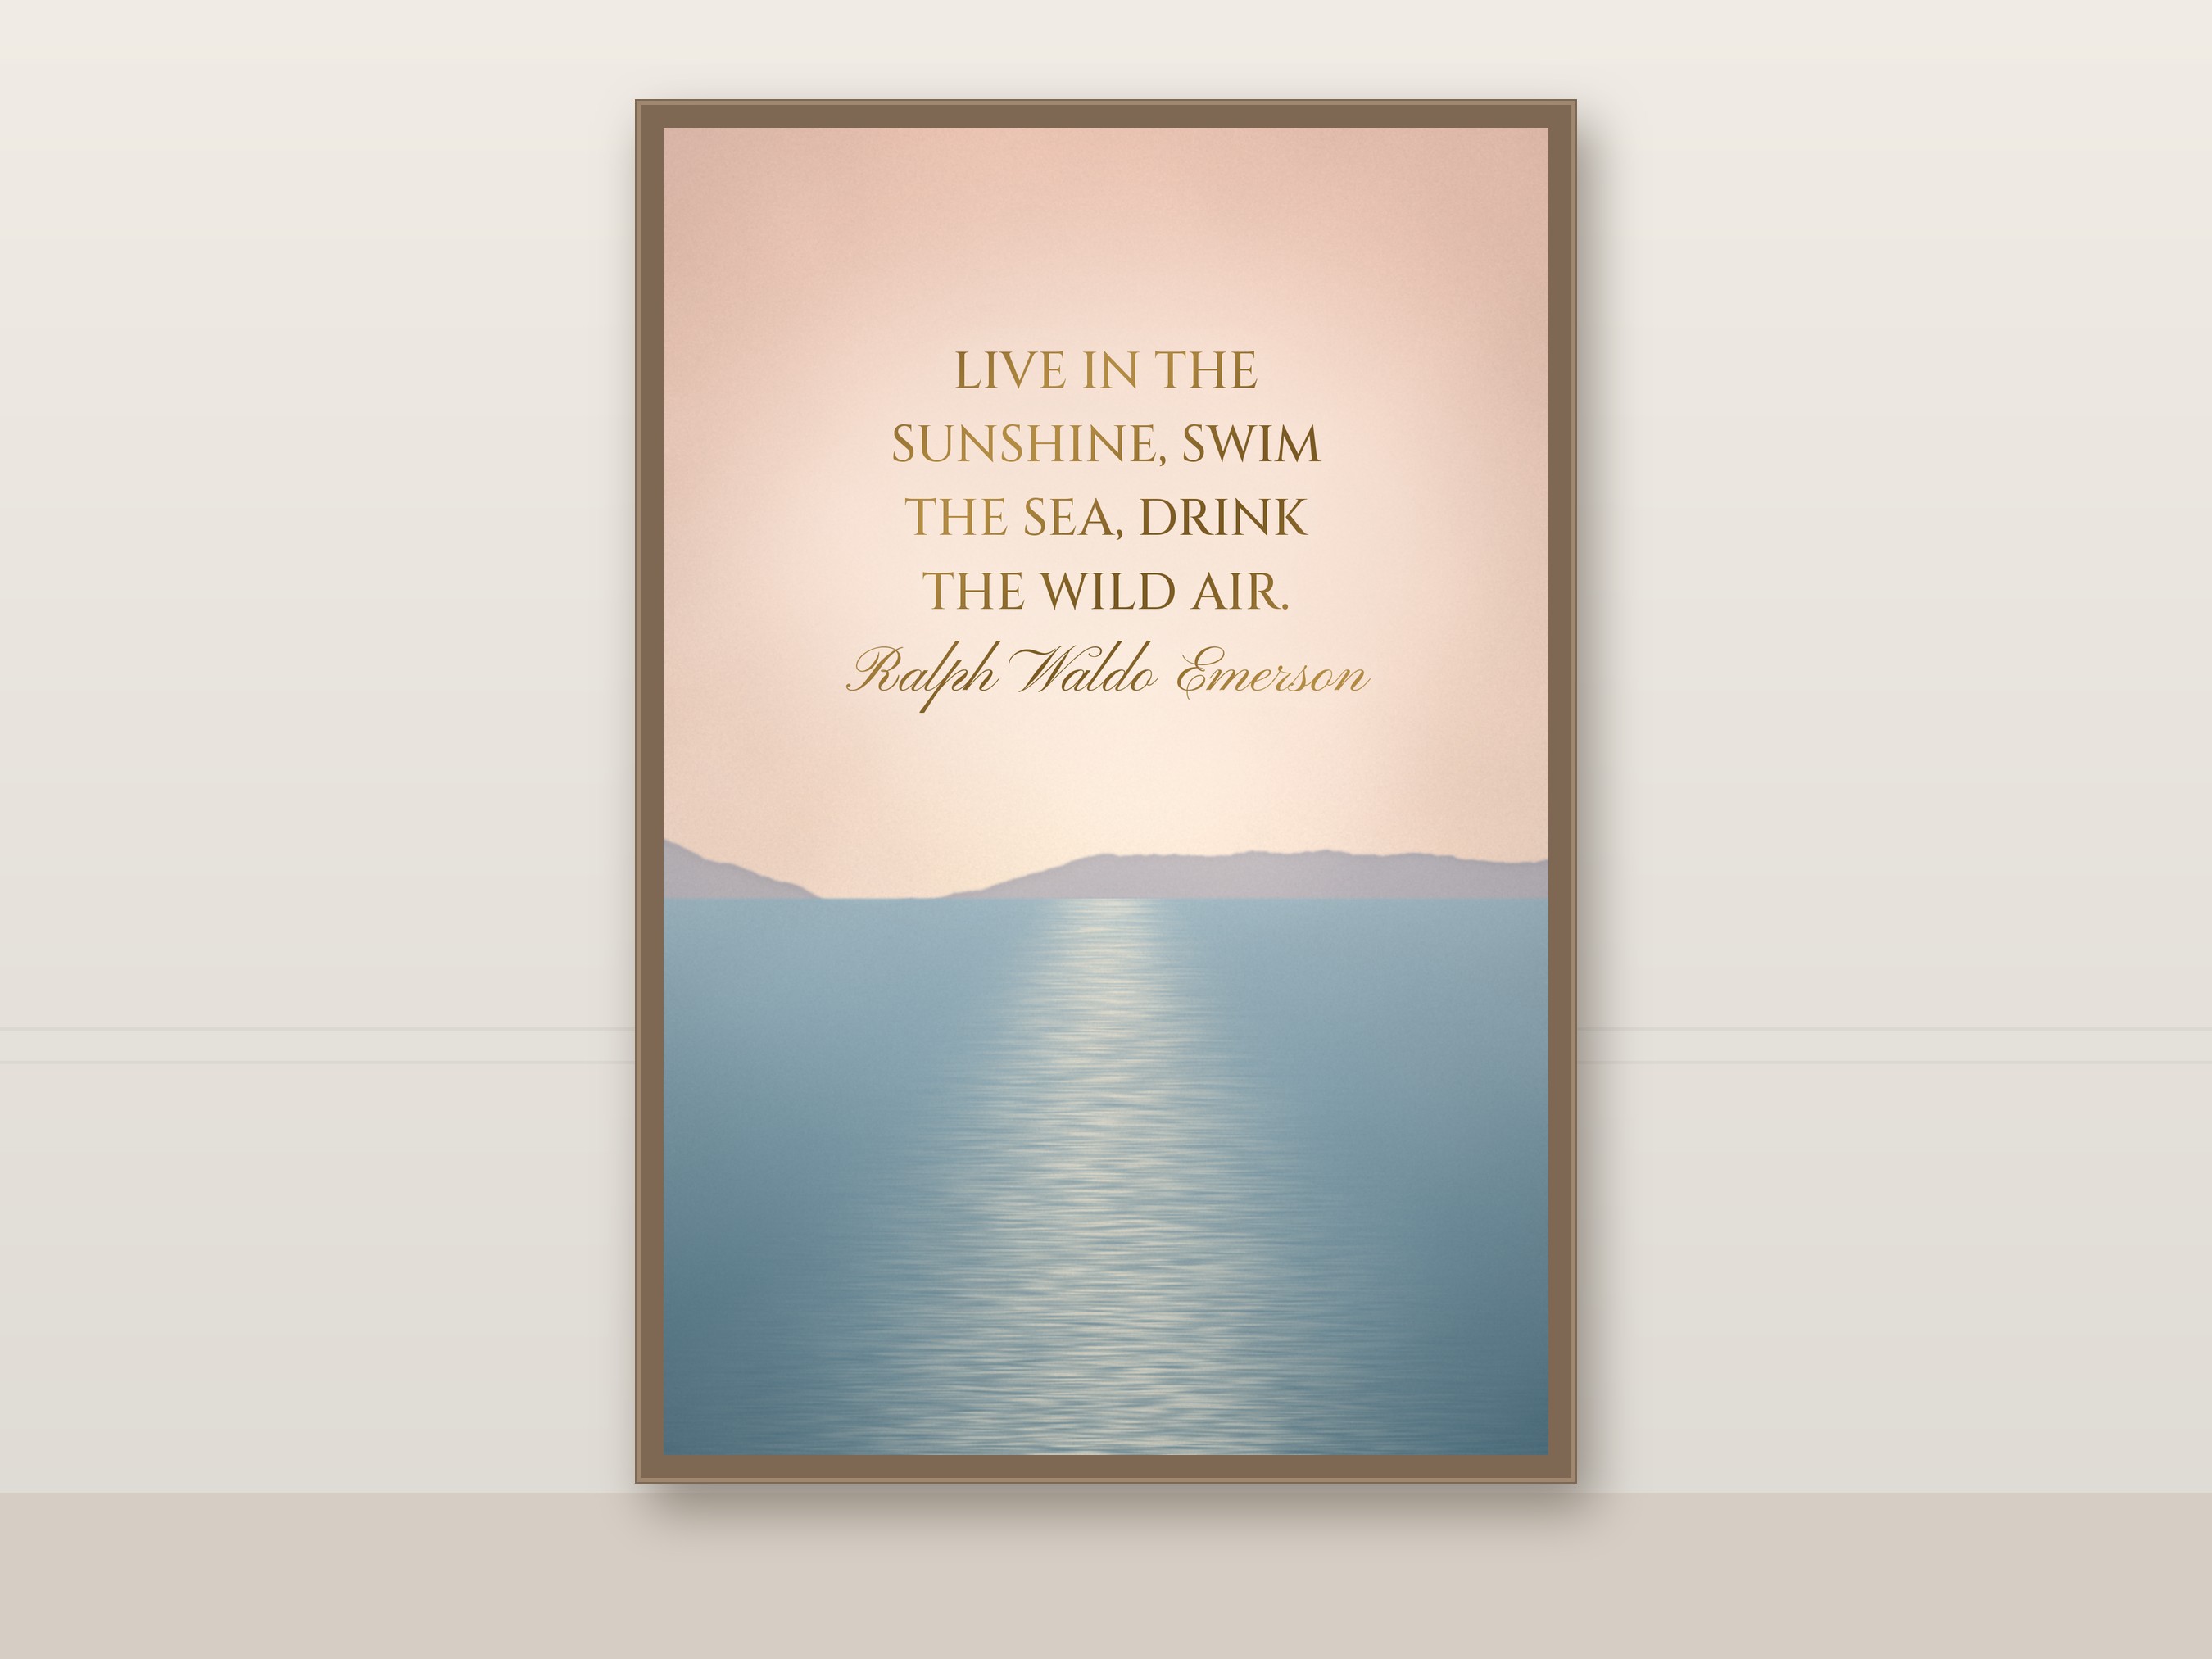 LIVE IN THE
SUNSHINE, SWIM
THE SEA, DRINK
THE WILD AIR.
Ralph Waldo Emerson